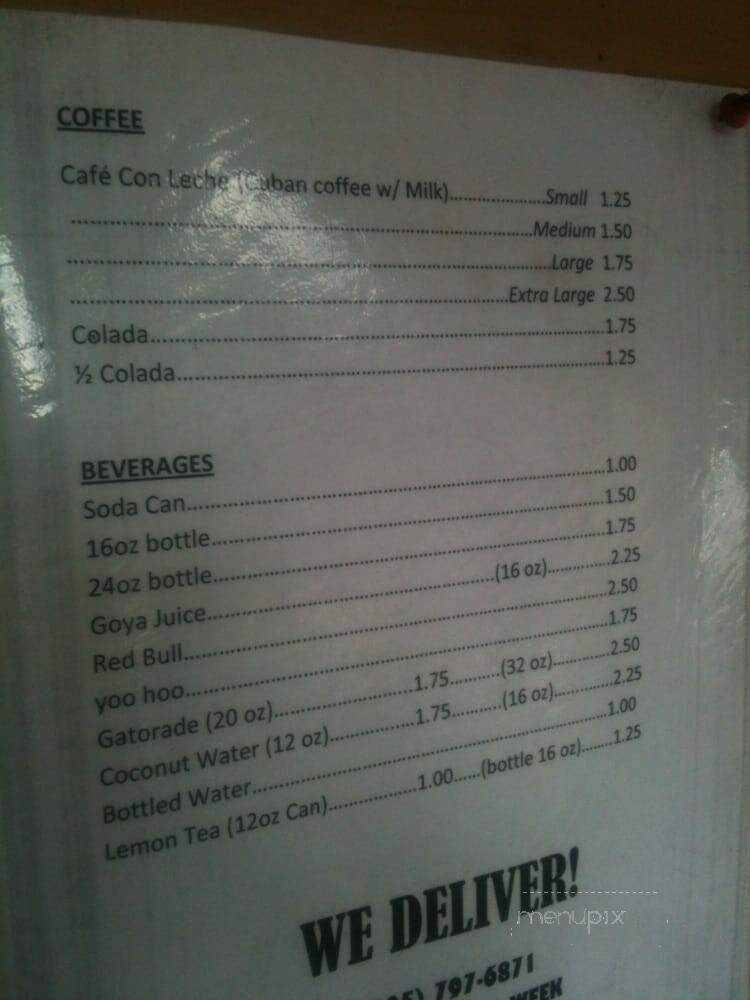 COFFEE
Café Con Leche (Cuban coffee w/ Milk)......................Small 1.25
..............................................................................Medium 1.50
..............................................................................Large 1.75
..............................................................................Extra Large 2.50
Colada..............................................................................1.75
½ Colada..............................................................................1.25
BEVERAGES
Soda Can..............................................................................1.00
16oz bottle..............................................................................1.50
24oz bottle..............................................................................1.75
Goya Juice......................................................(16 oz)..............2.25
Red Bull..............................................................................2.50
yoo hoo..............................................................................1.75
Gatorade (20 oz)..........................1.75..........(32 oz)............2.50
Coconut Water (12 oz)................1.75..........(16 oz)............2.25
Bottled Water......................................................................1.00
Lemon Tea (12oz Can)................1.00......(bottle 16 oz).......1.25
WE DELIVER!
menupix
797-6871
WEEK